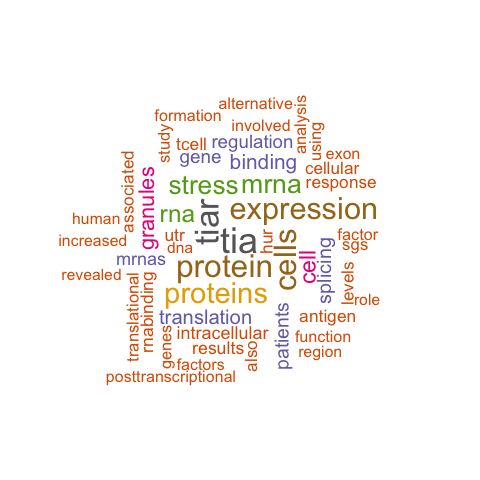 alternative
formation
analysis
involved
using
study
tcell
regulation
gene
binding
exon
cellular
associated
granules
stress
mrna
response
human
rna
tiar
expression
increased
utr
dna
tia
hur
cells
cell
factor
sgs
mrnas
protein
splicing
revealed
proteins
levels
role
translational
rnabinding
translation
patients
antigen
genes
intracellular
also
function
results
region
factors
posttranscriptional